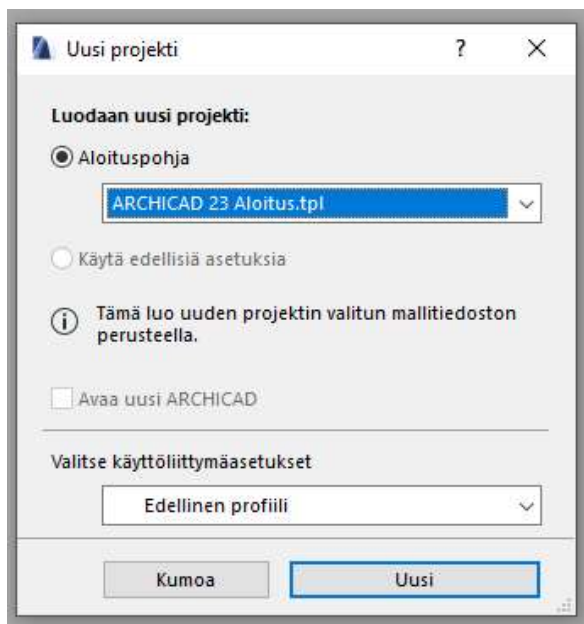 Uusi projekti
?
Luodaan uusi projekti:
Aloituspohja
ARCHICAD 23 Aloitus.tpl
Käytä edellisiä asetuksia
Tämä luo uuden projektin valitun mallitiedoston
perusteella.
Avaa uusi ARCHICAD
Valitse käyttöliittymäasetukset
Edellinen profiili
Kumoa
Uusi